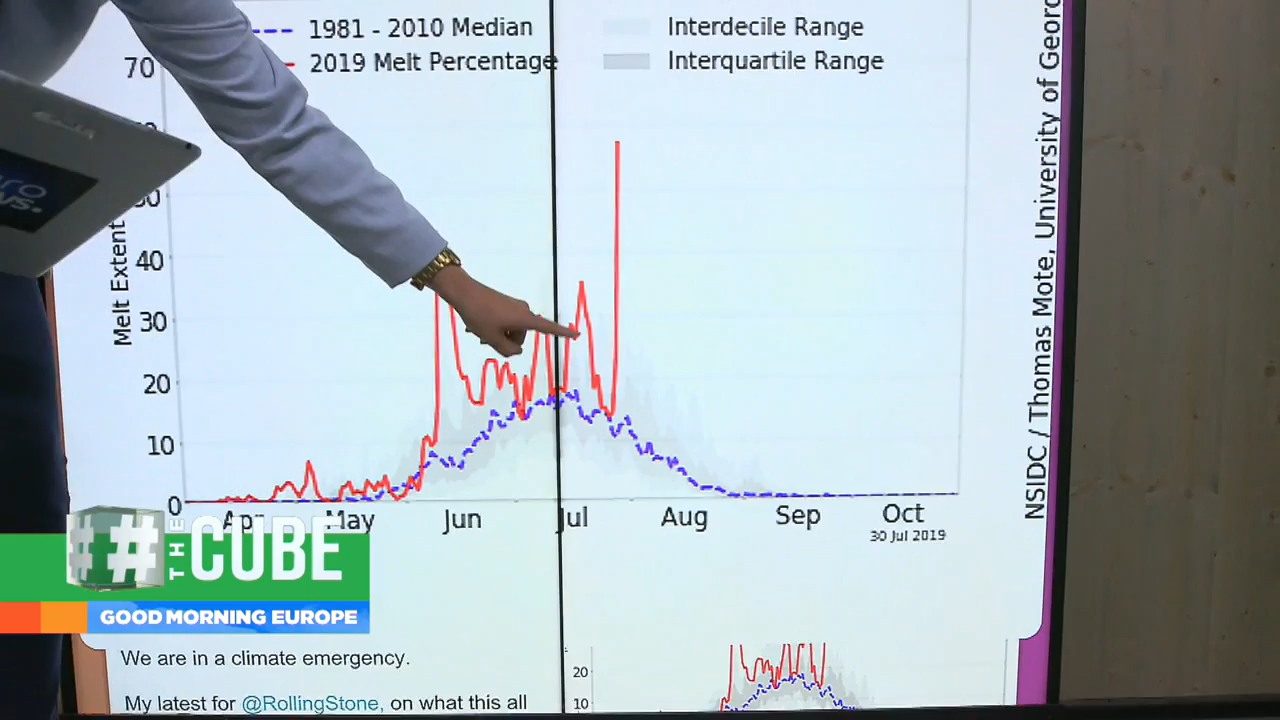 1981 - 2010 Median
2019 Melt Percentage
Interdecile Range
Interquartile Range
70
40
30
20
10
0
Melt Extent
Apr May Jun Jul Aug Sep Oct
30 Jul 2019
NSIDC / Thomas Mote, University of Geor
## THE CUBE
GOOD MORNING EUROPE
We are in a climate emergency.
My latest for @RollingStone, on what this all
20
10